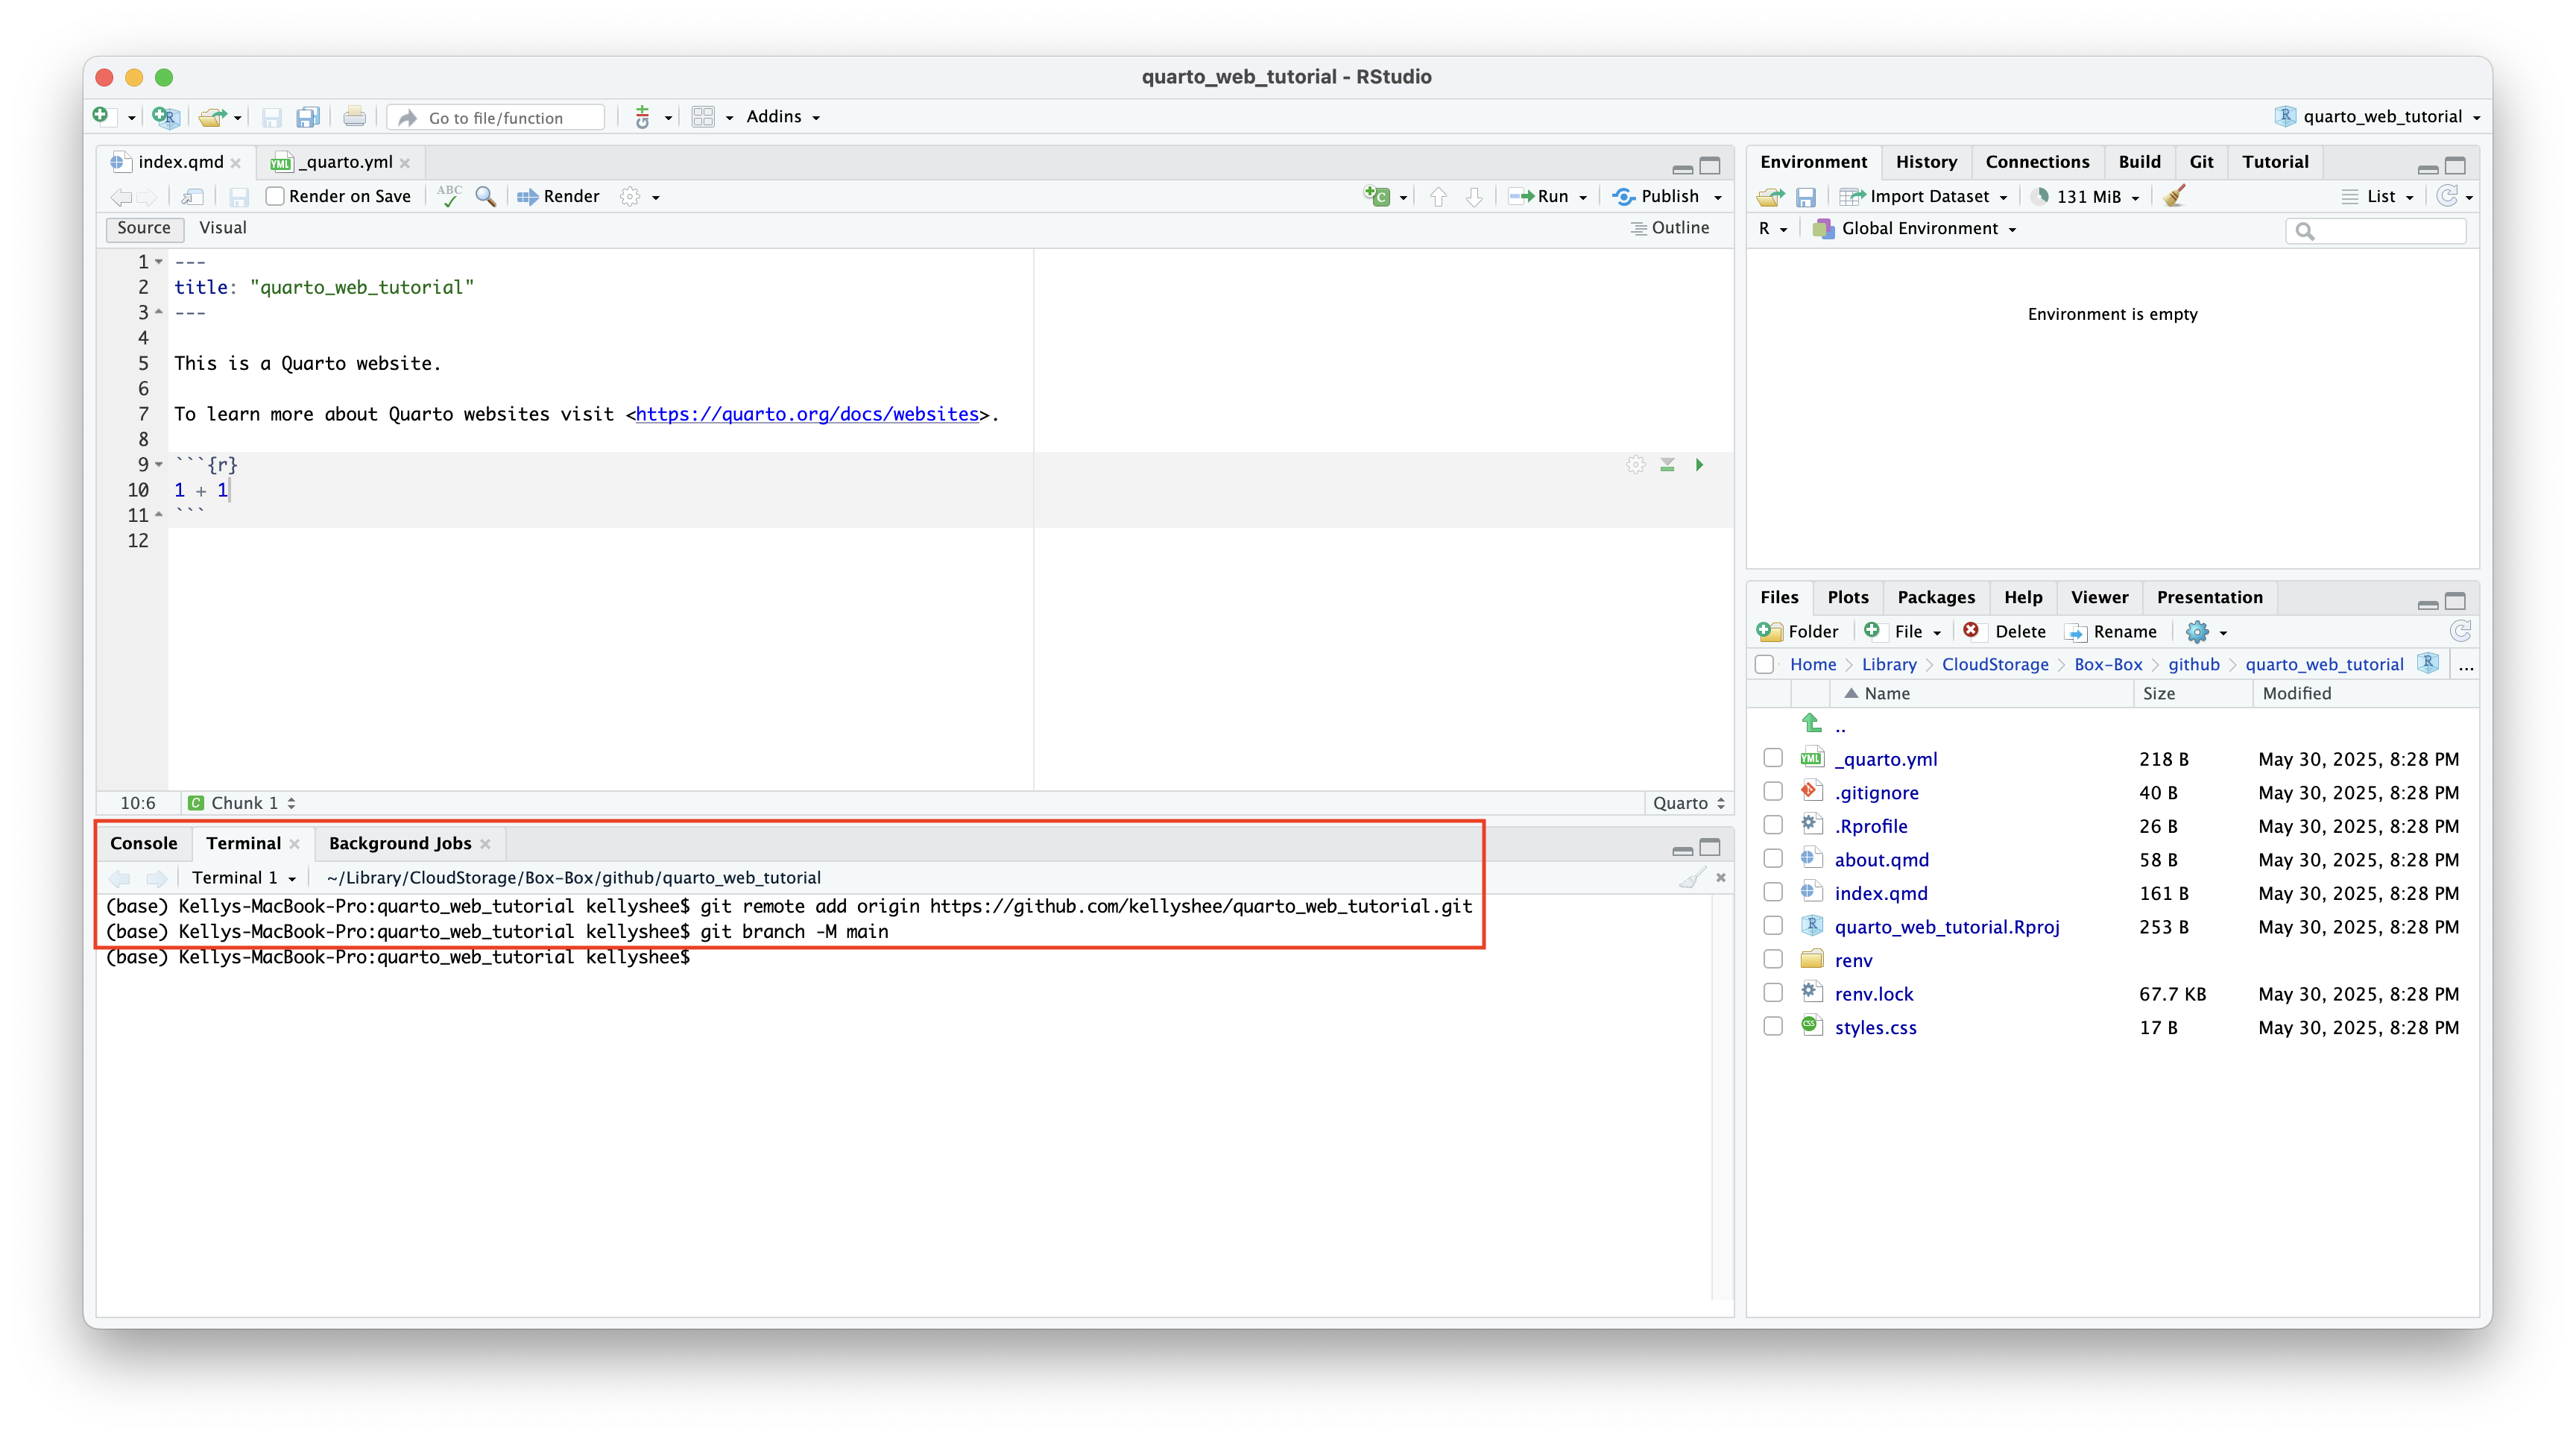 quarto_web_tutorial - RStudio
Go to file/function
Addins
quarto_web_tutorial
index.qmd
_quarto.yml
Render on Save
ABC
Render
Run
Publish
Source
Visual
Outline
1 ---
2 title: "quarto_web_tutorial"
3 ---
4
5 This is a Quarto website.
6
7 To learn more about Quarto websites visit <https://quarto.org/docs/websites>.
8
9 ```{r}
10 1 + 1
11 ```
12
10:6
Chunk 1
Quarto
Console
Terminal
Background Jobs
Terminal 1
~/Library/CloudStorage/Box-Box/github/quarto_web_tutorial
(base) Kellys-MacBook-Pro:quarto_web_tutorial kellyshee$ git remote add origin https://github.com/kellyshee/quarto_web_tutorial.git
(base) Kellys-MacBook-Pro:quarto_web_tutorial kellyshee$ git branch -M main
(base) Kellys-MacBook-Pro:quarto_web_tutorial kellyshee$
Environment
History
Connections
Build
Git
Tutorial
Import Dataset
131 MiB
List
R
Global Environment
Environment is empty
Files
Plots
Packages
Help
Viewer
Presentation
Folder
File
Delete
Rename
Home > Library > CloudStorage > Box-Box > github > quarto_web_tutorial ...
Name Size Modified
..
_quarto.yml 218 B May 30, 2025, 8:28 PM
.gitignore 40 B May 30, 2025, 8:28 PM
.Rprofile 26 B May 30, 2025, 8:28 PM
about.qmd 58 B May 30, 2025, 8:28 PM
index.qmd 161 B May 30, 2025, 8:28 PM
quarto_web_tutorial.Rproj 253 B May 30, 2025, 8:28 PM
renv
renv.lock 67.7 KB May 30, 2025, 8:28 PM
styles.css 17 B May 30, 2025, 8:28 PM